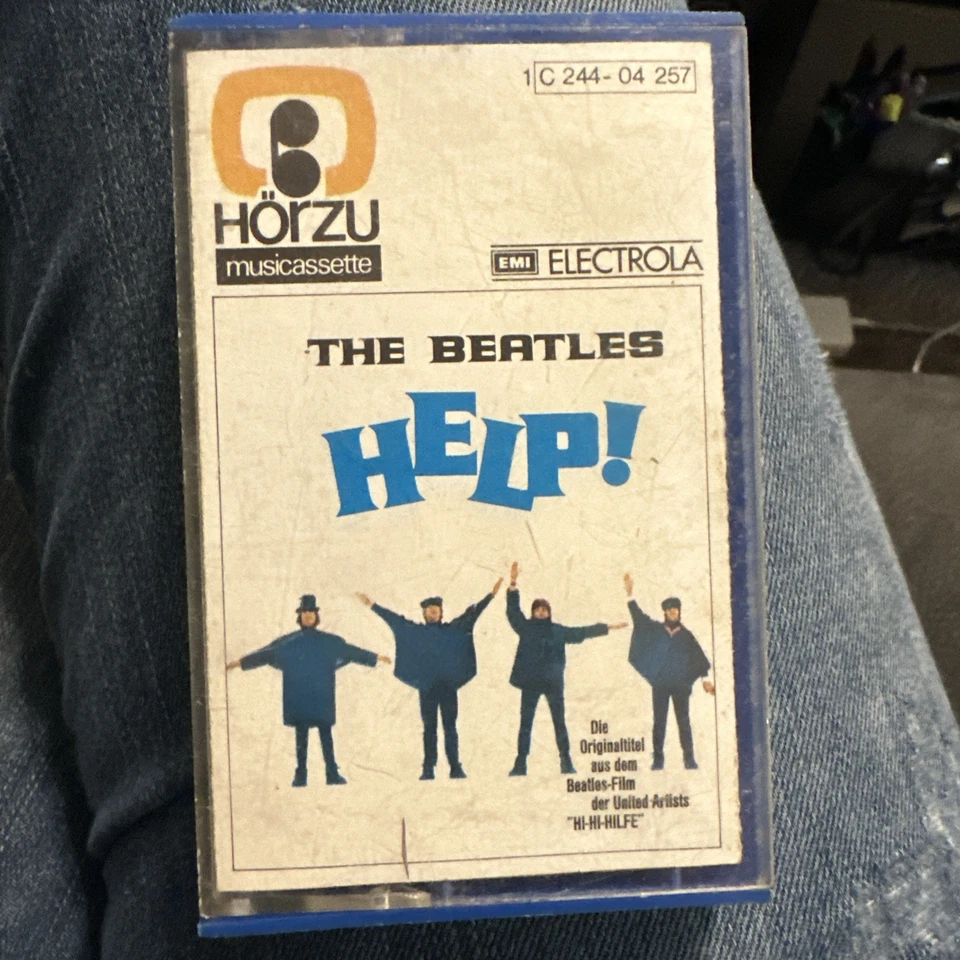 1C 244-04 257
HÖRZU
musicassette
EMI ELECTROLA
THE BEATLES
HELP!
Die
Originaltitel
aus dem
Beatles-Film
der United Artists
"HI-HI-HILFE"